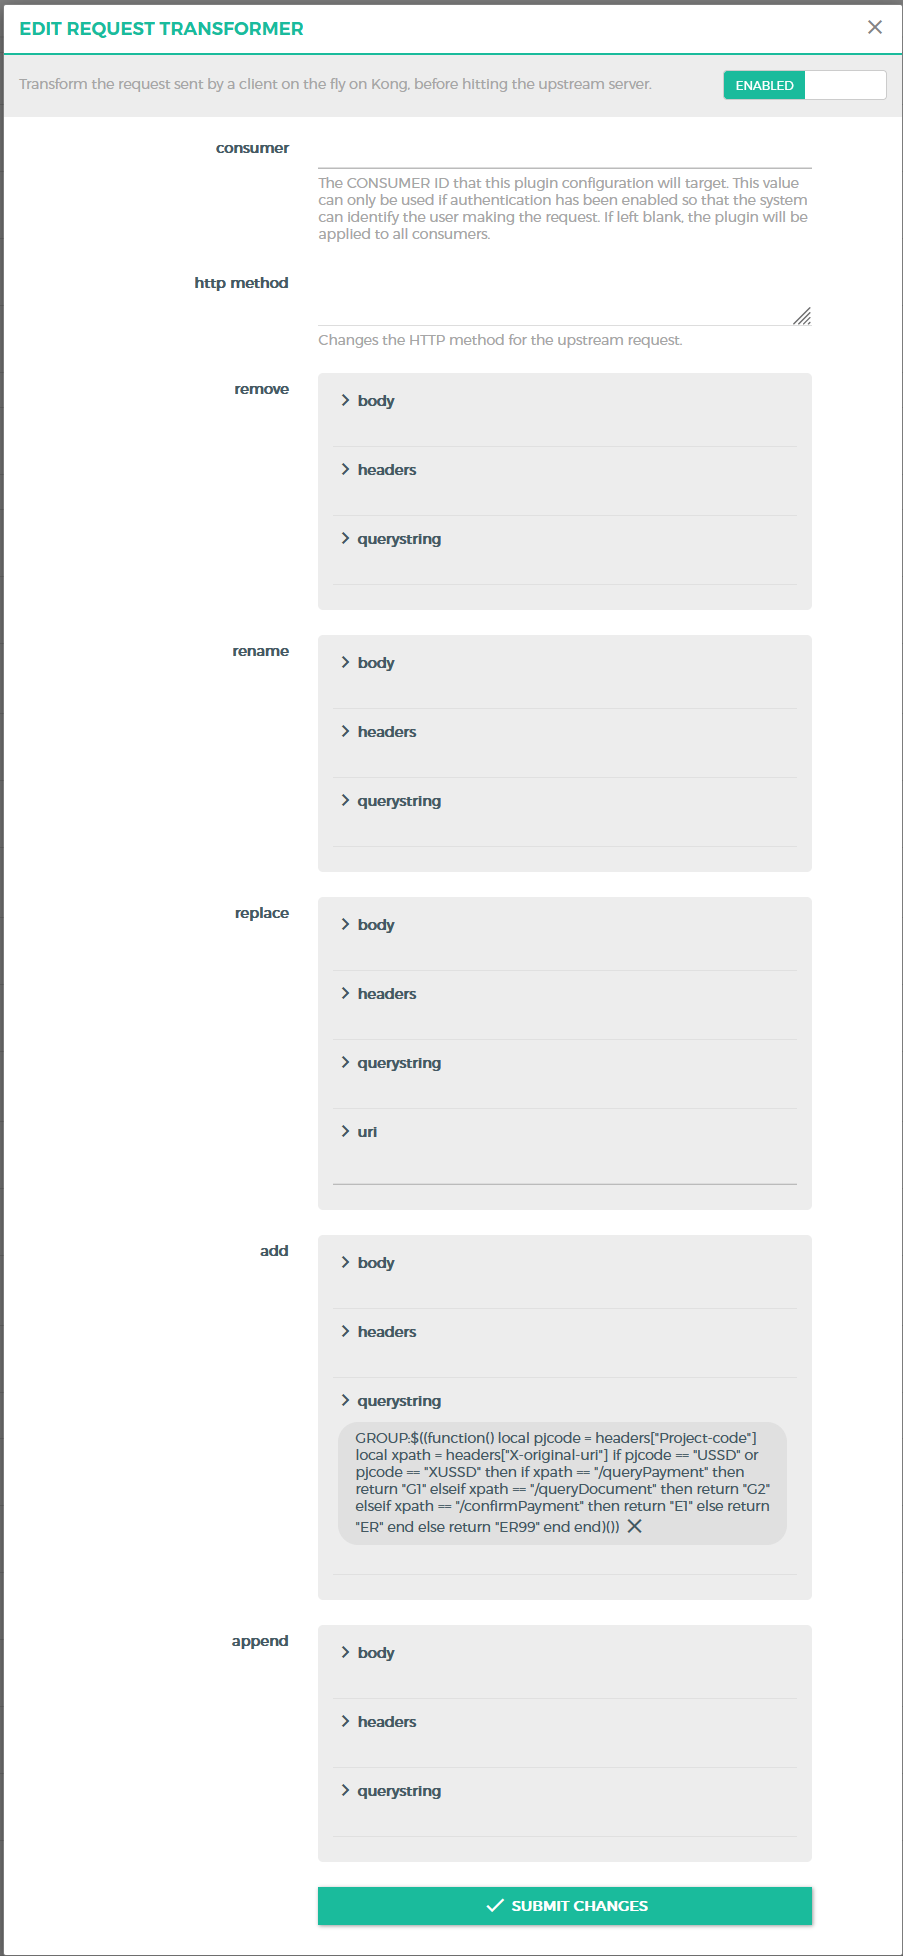 EDIT REQUEST TRANSFORMER
Transform the request sent by a client on the fly on Kong, before hitting the upstream server.
ENABLED
consumer
The CONSUMER ID that this plugin configuration will target. This value
can only be used if authentication has been enabled so that the system
can identify the user making the request. If left blank, the plugin will be
applied to all consumers.
http method
Changes the HTTP method for the upstream request.
remove
body
headers
querystring
rename
body
headers
querystring
replace
body
headers
querystring
uri
add
body
headers
querystring
GROUP:$((function() local pjcode = headers["Project-code"]
local xpath = headers["X-original-uri"] if pjcode == "USSD" or
pjcode == "XUSSD" then if xpath == "/queryPayment" then
return "G1" elseif xpath == "/queryDocument" then return "G2"
elseif xpath == "/confirmPayment" then return "E1" else return
"ER" end else return "ER99" end end)())
append
body
headers
querystring
SUBMIT CHANGES